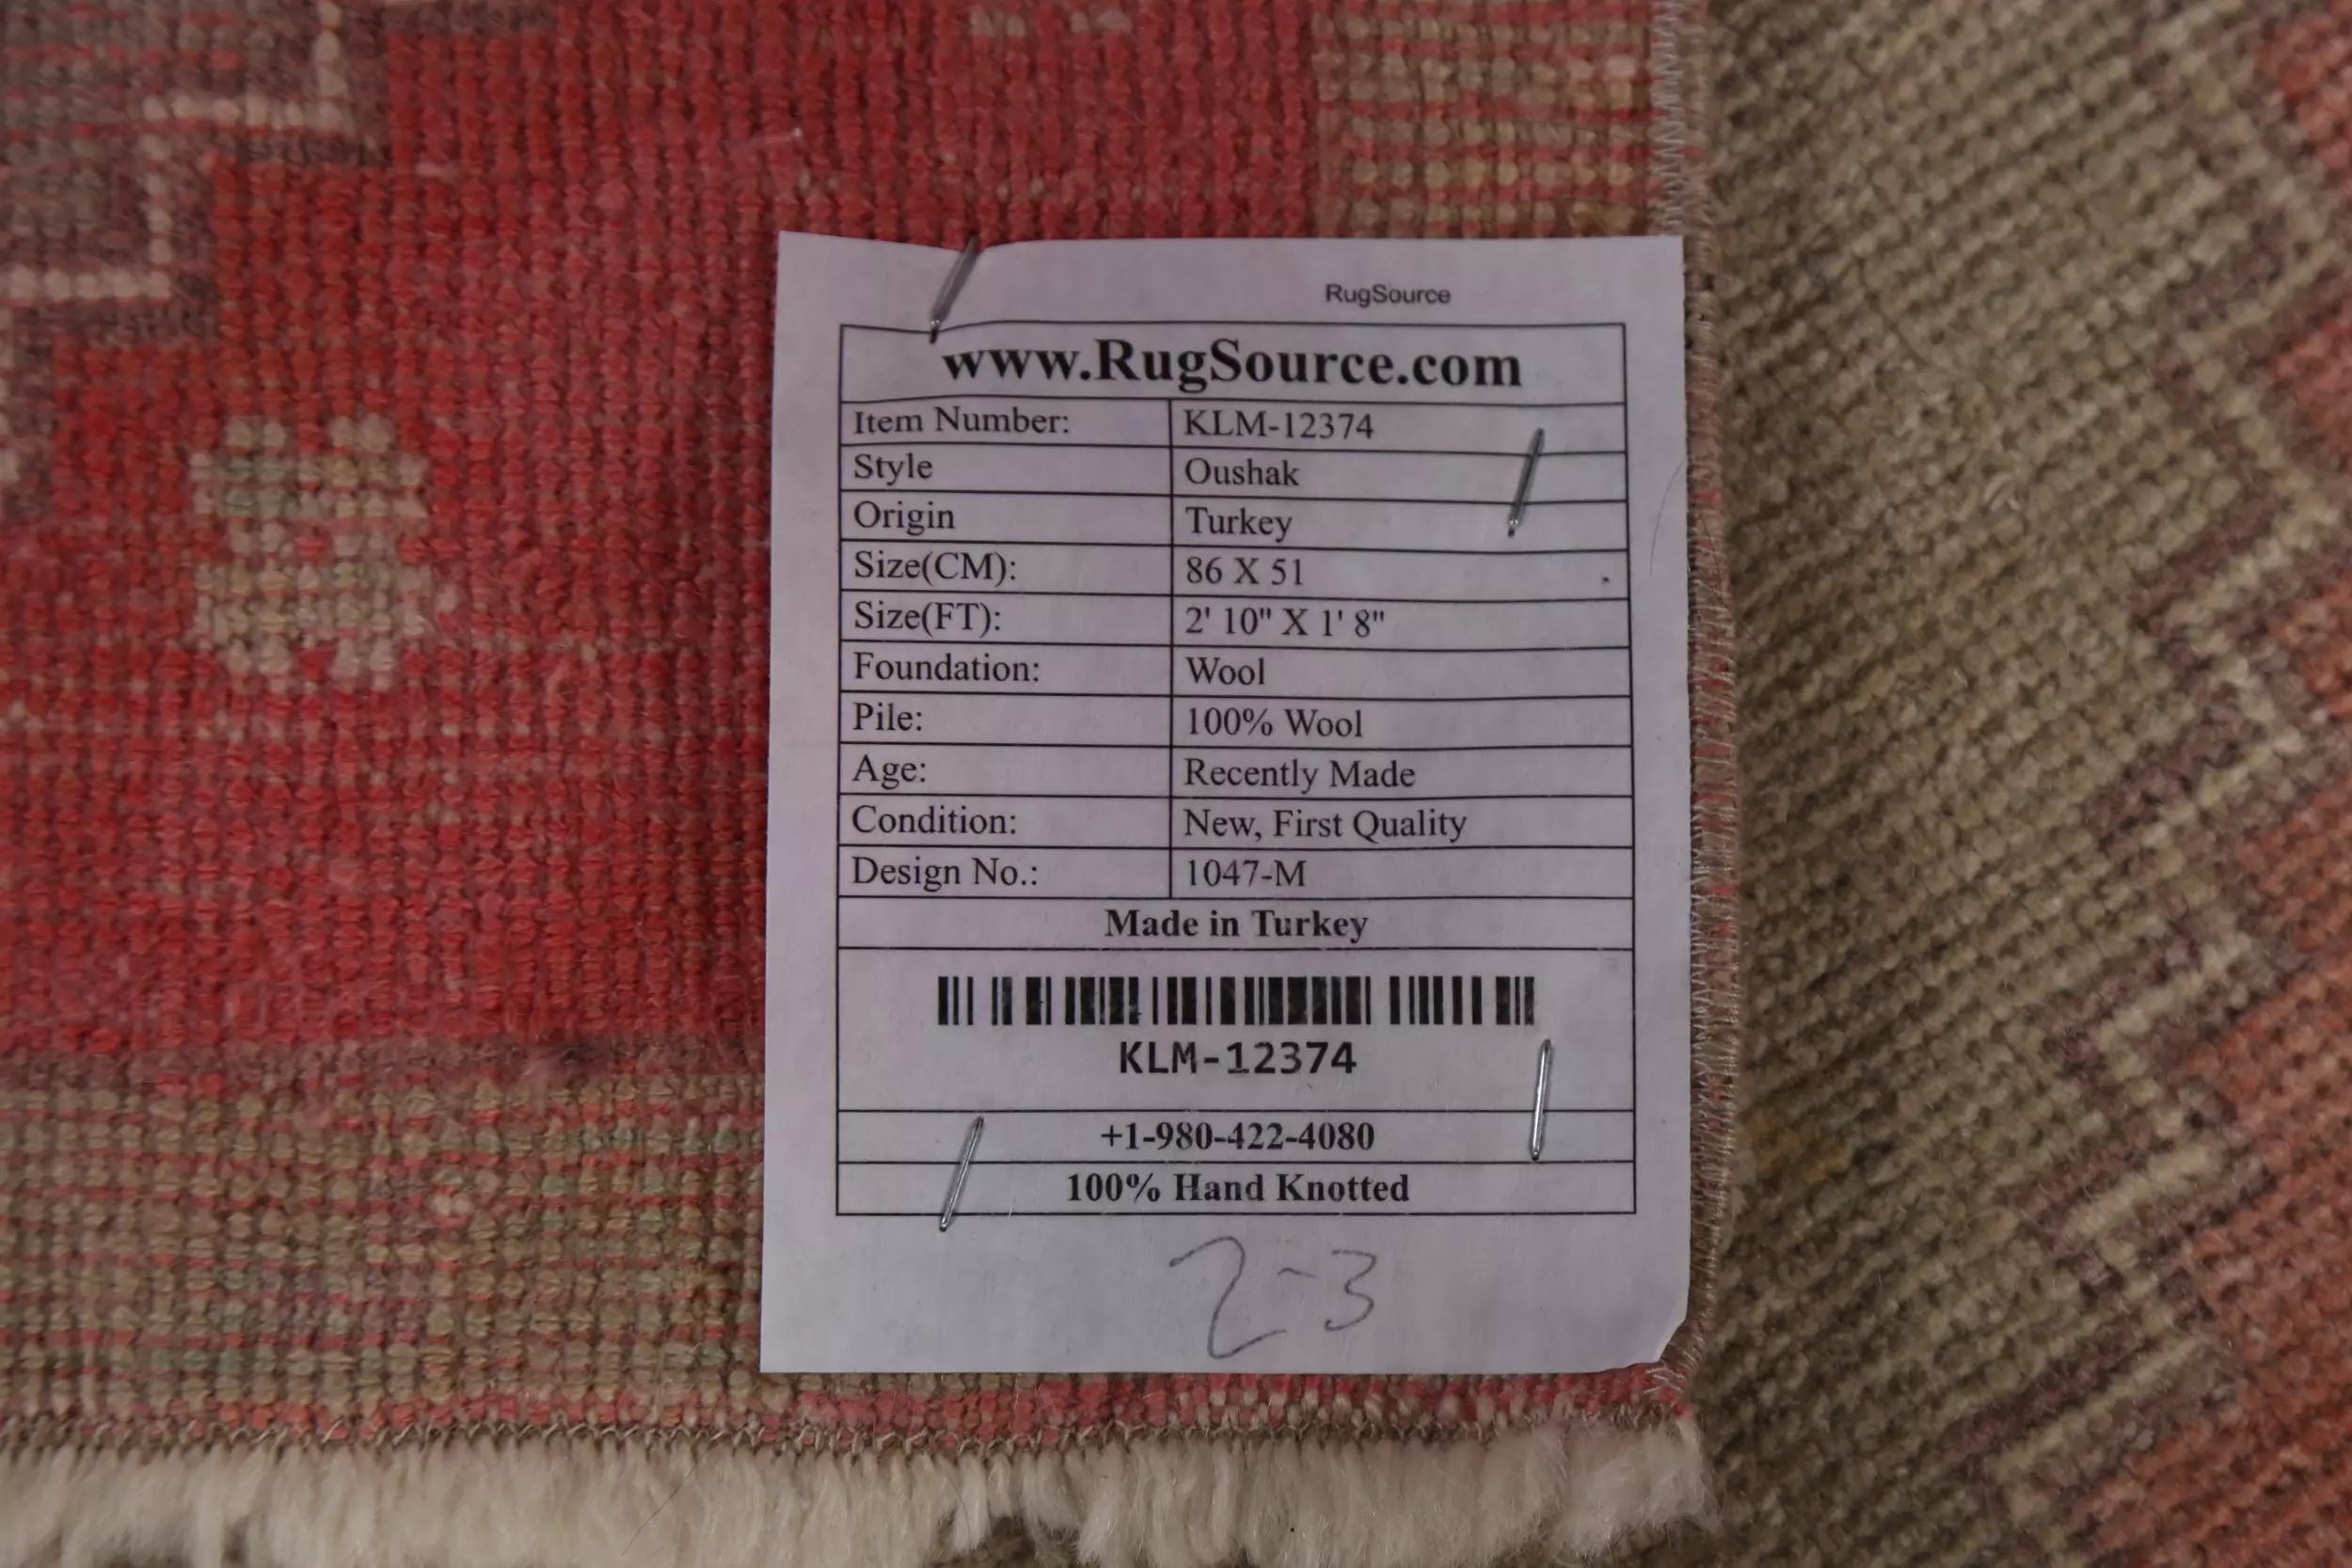 RugSource
www.RugSource.com
Item Number: KLM-12374
Style Oushak
Origin Turkey
Size(CM): 86 X 51
Size(FT): 2' 10" X 1' 8"
Foundation: Wool
Pile: 100% Wool
Age: Recently Made
Condition: New, First Quality
Design No.: 1047-M
Made in Turkey
KLM-12374
+1-980-422-4080
100% Hand Knotted
2-3